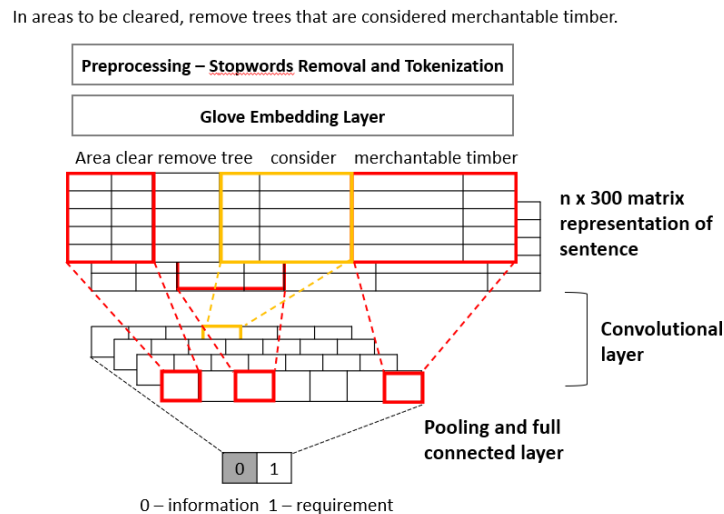 In areas to be cleared, remove trees that are considered merchantable timber.
Preprocessing – Stopwords Removal and Tokenization
Glove Embedding Layer
Area clear remove tree consider merchantable timber
n x 300 matrix
representation of
sentence
Convolutional
layer
Pooling and full
connected layer
0 1
0 – information 1 – requirement